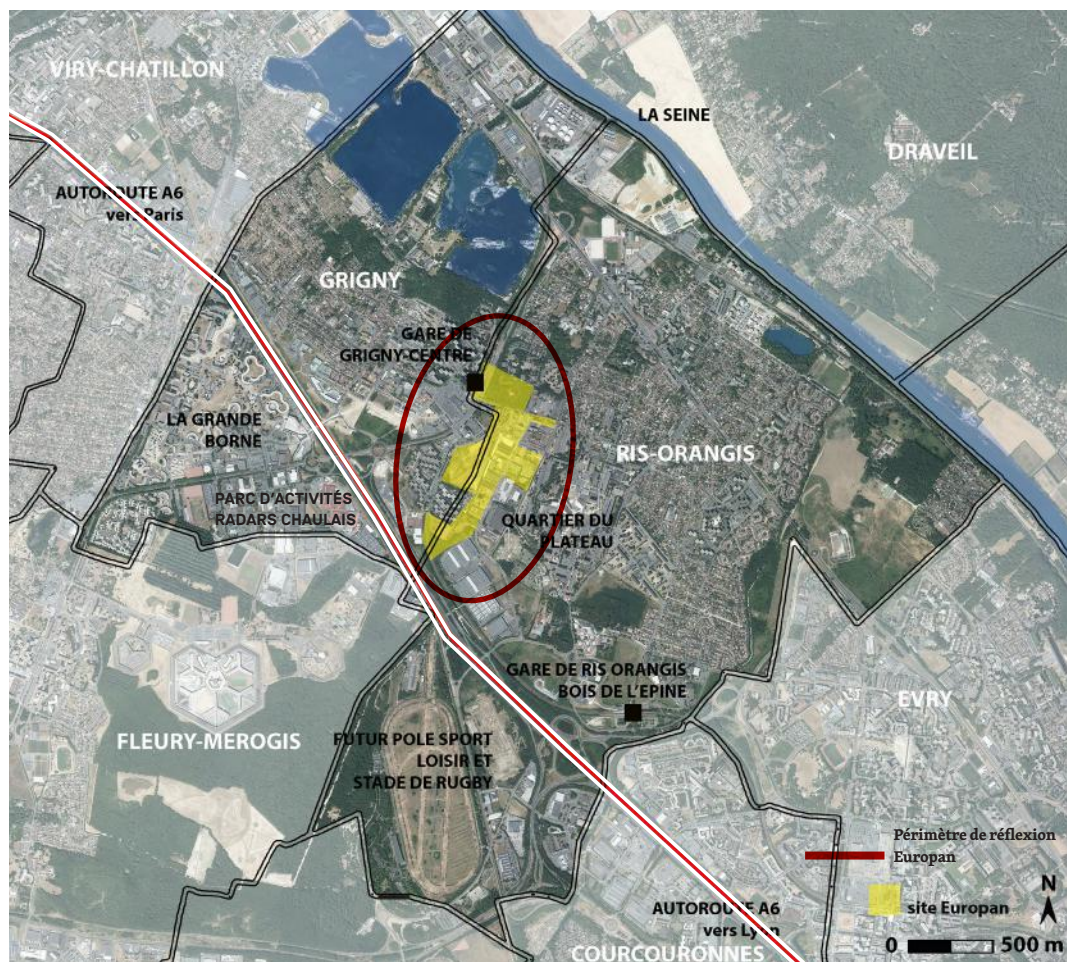 VIRY-CHATILLON
LA SEINE
DRAVEIL
AUTOROUTE A6
vers Paris
GRIGNY
GARE DE
GRIGNY-CENTRE
LA GRANDE
BORNE
RIS-ORANGIS
PARC D'ACTIVITÉS
RADARS CHAULAIS
QUARTIER DU
PLATEAU
GARE DE RIS ORANGIS
BOIS DE L'EPINE
EVRY
FLEURY-MEROGIS
FUTUR POLE SPORT
LOISIR ET
STADE DE RUGBY
Périmètre de réflexion
Europan
site Europan
N
0 500 m
AUTOROUTE A6
vers Lyon
COURCOURONNES